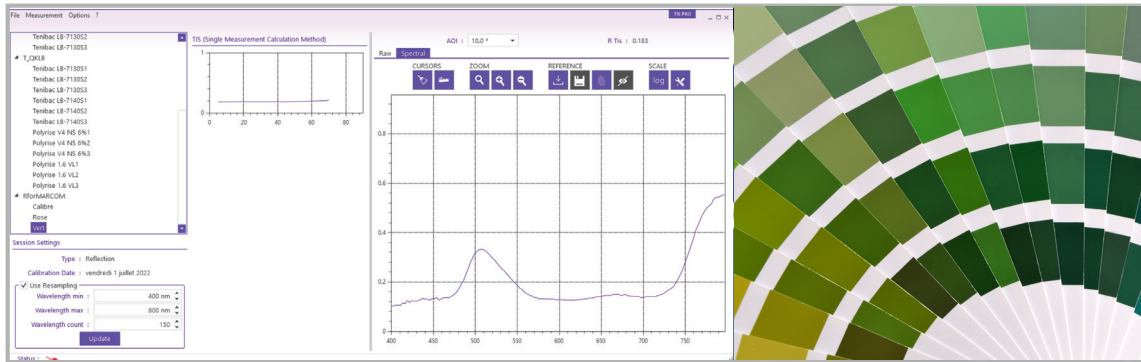 File Measurement Options ?
TIS PRO
Tenibac LB-7130S2
Tenibac LB-7130S3
T_QKLB
Tenibac LB-7130S1
Tenibac LB-7130S2
Tenibac LB-7130S3
Tenibac LB-7140S1
Tenibac LB-7140S2
Tenibac LB-7140S3
Polyrise V4 NS 6%1
Polyrise V4 NS 6%2
Polyrise V4 NS 6%3
Polyrise 1.6 VL1
Polyrise 1.6 VL2
Polyrise 1.6 VL3
RforMARCOM
Calibre
Rose
Vert
Session Settings
Type : Reflection
Calibration Date : vendredi 1 juillet 2022
Use Resampling
Wavelength min : 400 nm
Wavelength max : 800 nm
Wavelength count : 150
Update
Status :
TIS (Single Measurement Calculation Method)
1
0
0 20 40 60 80
AOI : 10.0 °
R Tis : 0.183
Raw Spectral
CURSORS ZOOM REFERENCE SCALE
log
0.8
0.6
0.4
0.2
0
400 450 500 550 600 650 700 750